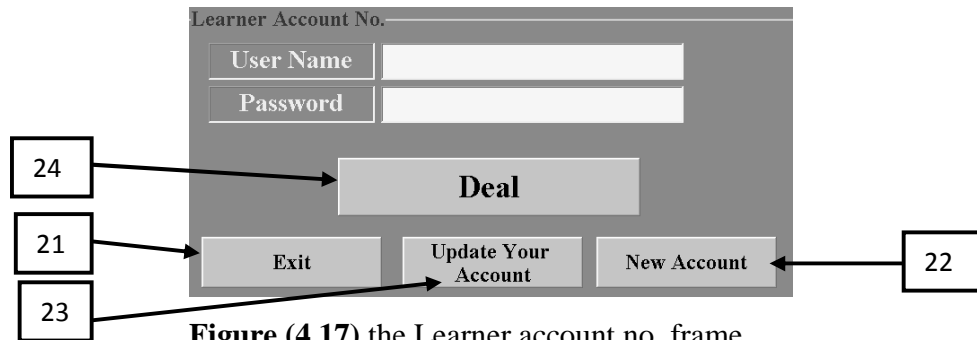 Learner Account No.
User Name
Password
24
Deal
21
Exit
Update Your
Account
New Account
22
23
Figure (4.17) the Learner account no. frame